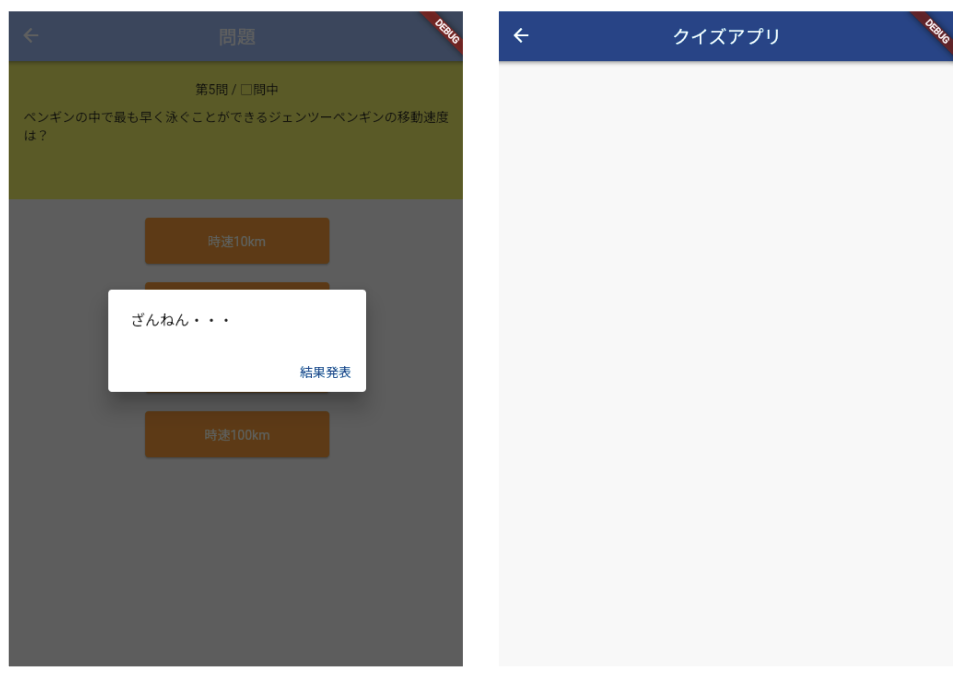 問題
DEBUG
第5問 / □問中
ペンギンの中で最も早く泳ぐことができるジェンツーペンギンの移動速度
は？
時速10km
ざんねん・・・
結果発表
時速100km
クイズアプリ
DEBUG